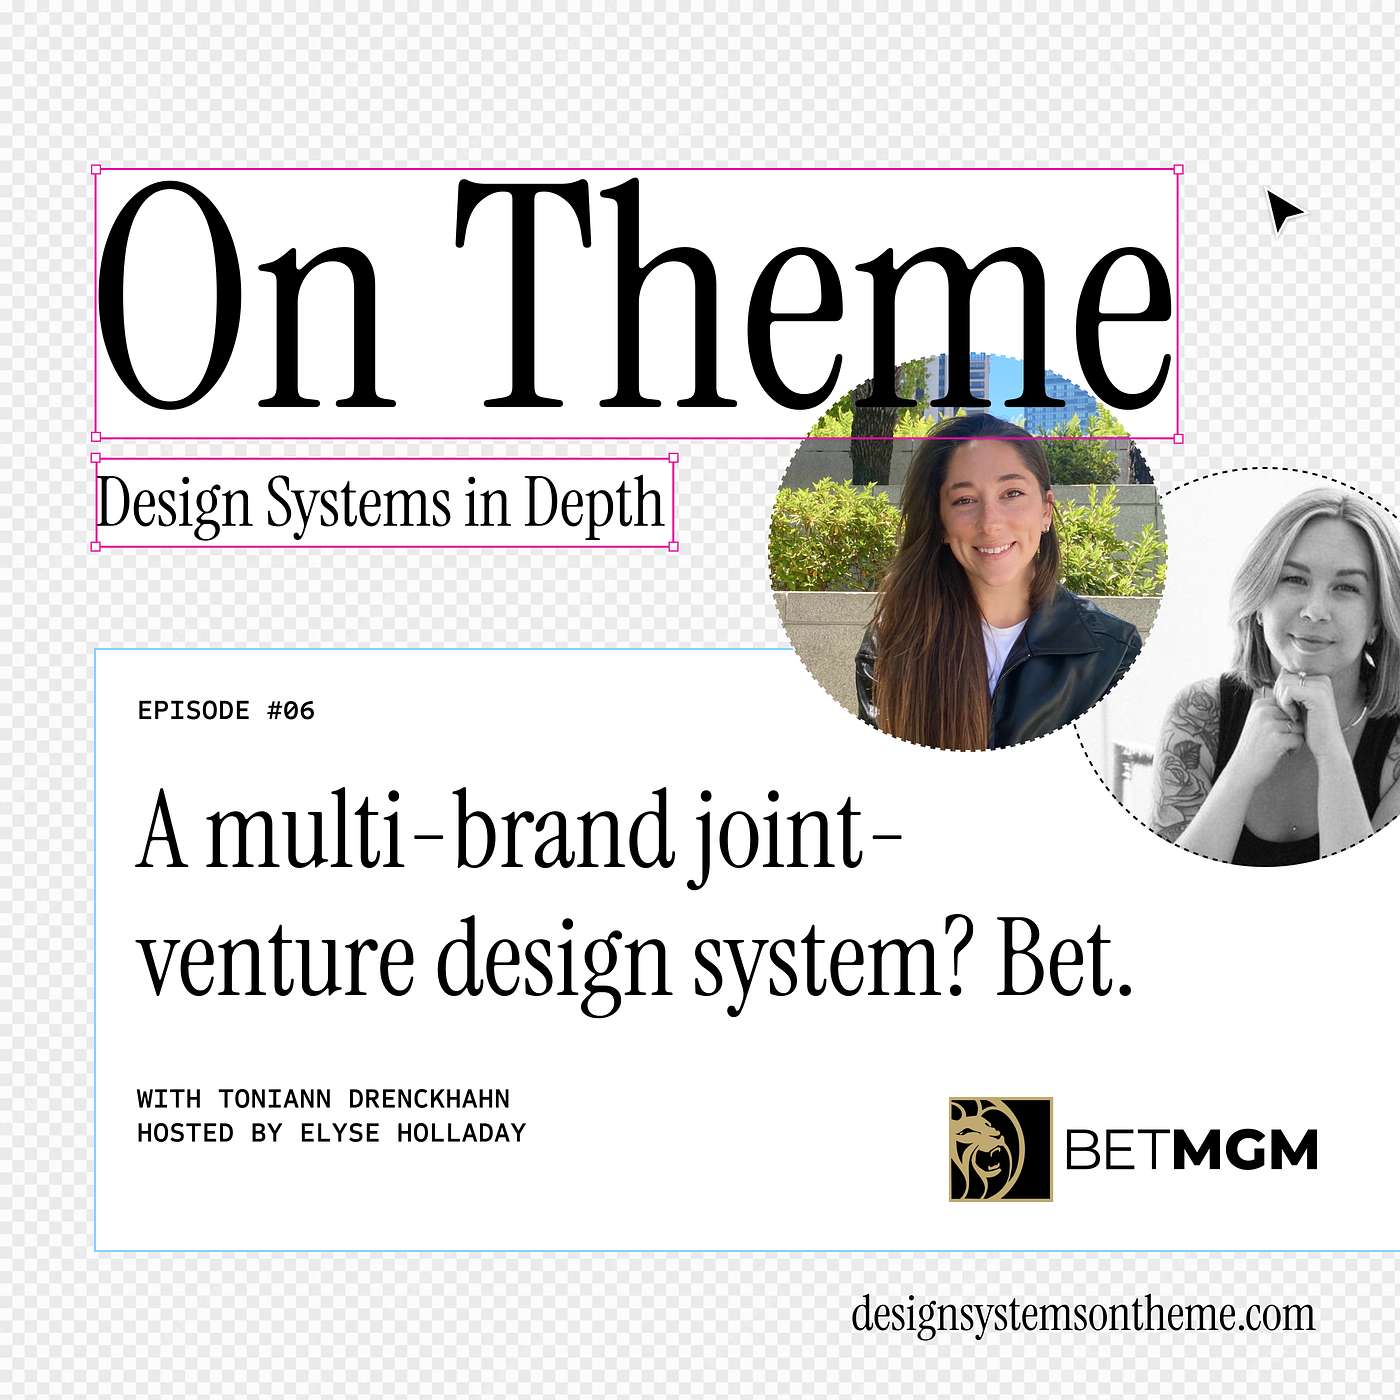 On Theme
Design Systems in Depth
EPISODE #06
A multi-brand joint-
venture design system? Bet.
WITH TONIANN DRENCKHAHN
HOSTED BY ELYSE HOLLADAY
BETMGM
designsystemsontheme.com